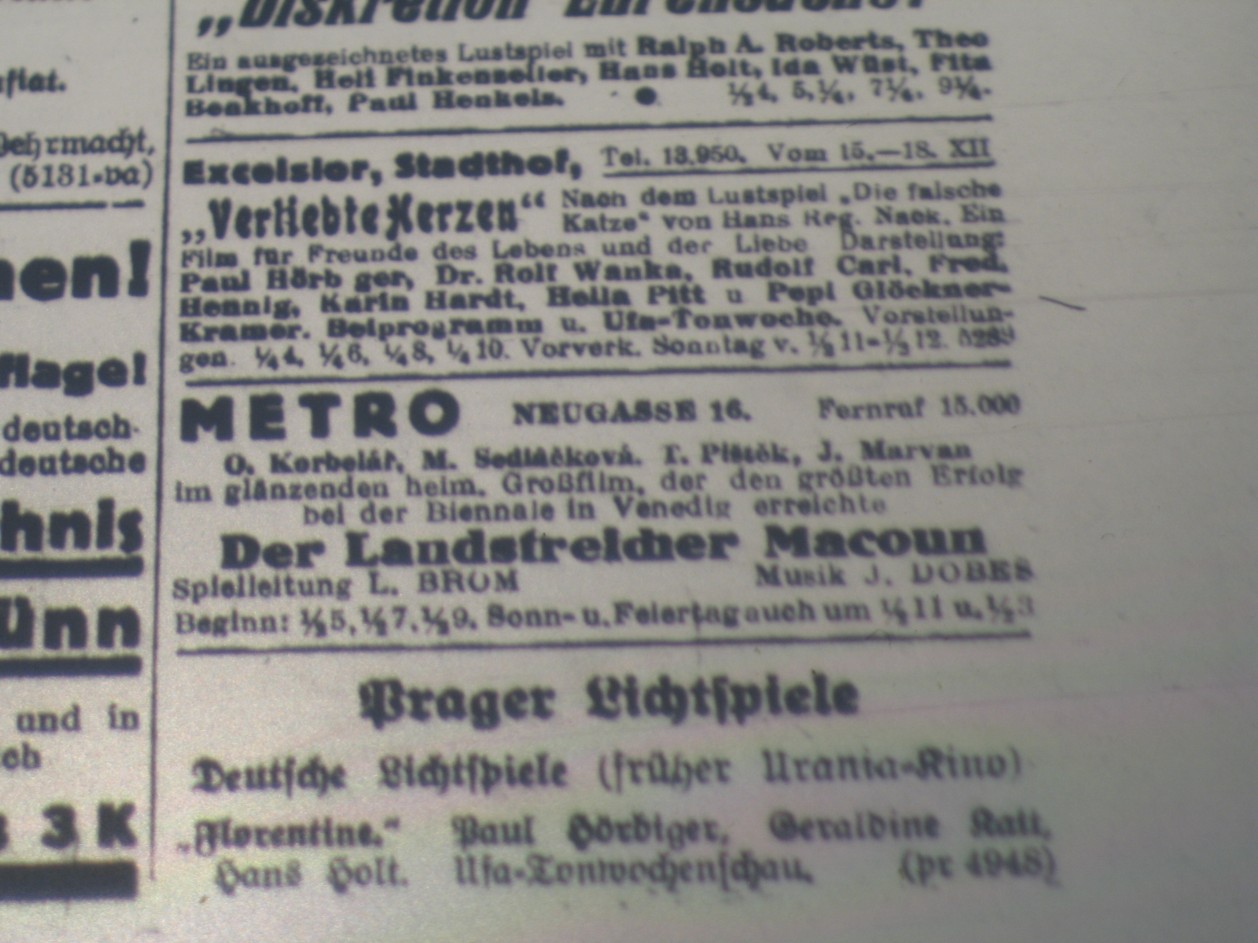 „Diskretion Ehrensache!
Ein ausgezeichnetes Lustspiel mit Ralph A. Roberts, Theo
Lingen, Heli Finkenzeller, Hans Holt, Ida Wüst, Fita
Benkhoff, Paul Henkels. ● ½4, 5,¼, 7¼, 9¼.
Excelsior, Stadthof, Tel. 13.950. Vom 15.—18. XII
„Verliebte Herzen“ Nach dem Lustspiel „Die falsche
Katze“ von Hans Reg. Nack. Ein
Film für Freunde des Lebens und der Liebe Darstellung:
Paul Hörb ger, Dr. Rolf Wanka, Rudolf Carl, Fred.
Hennig, Karin Hardt, Hella Pitt u Pepi Glöckner-
Kramer. Beiprogramm u. Ufa-Tonwoche. Vorstellun-
gen. ¼4, ¼6, ¼8, ¼10. Vorverk. Sonntag v. ½11-½12. 5289
METRO NEUGASSE 16. Fernruf 15.000
O. Korbelář, M. Sedláčková, T. Pištěk, J. Marvan
im glänzenden heim. Großfilm, der den größten Erfolg
bei der Biennale in Venedig erreichte
Der Landstreicher Macoun
Spielleitung L. BROM Musik J. DOBEŠ
Beginn: ½5,½7,½9. Sonn- u. Feiertag auch um ½11 u. ½3
Prager Lichtspiele
Deutsche Lichtspiele (früher Urania-Kino)
„Florentine.“ Paul Hörbiger, Geraldine Katt,
Hans Holt. Ufa-Tonwochenschau. (pr 4948)
flat.
Wehrmacht,
(5131-va)
nen!
flage!
deutsch-
deutsche
hnis
ünn
und in
ch
3 K